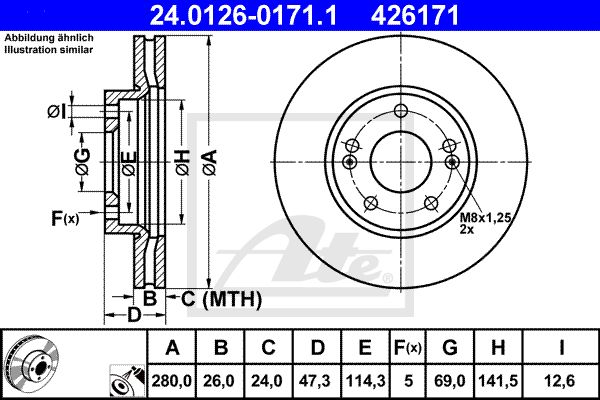 24.0126-0171.1 426171
Abbildung ähnlich
Illustration similar
ØI
ØG
ØE
ØH
ØA
F(x)
M8x1,25
2x
B
C (MTH)
D
Ate
A B C D E F(x) G H I
280,0 26,0 24,0 47,3 114,3 5 69,0 141,5 12,6